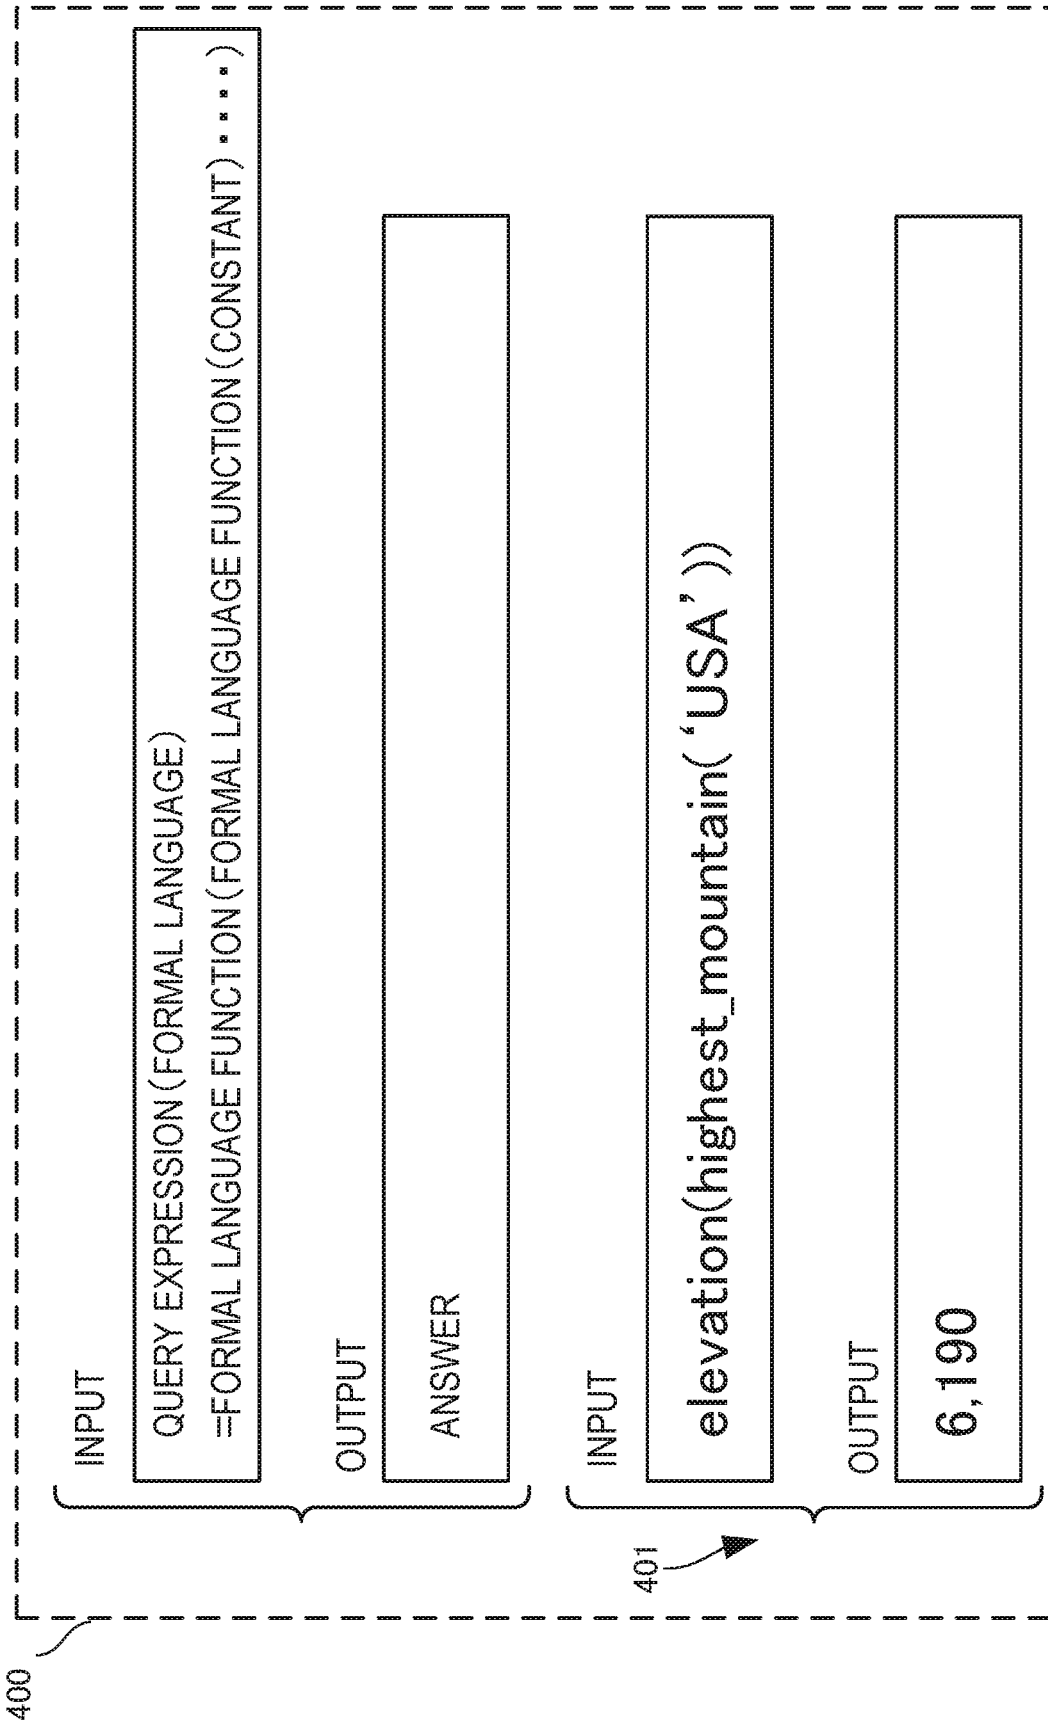 400
INPUT
QUERY EXPRESSION(FORMAL LANGUAGE)
=FORMAL LANGUAGE FUNCTION(FORMAL LANGUAGE FUNCTION(CONSTANT)····)
OUTPUT
ANSWER
401
INPUT
elevation(highest_mountain(‘USA’))
OUTPUT
6,190